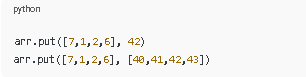 python
arr.put([7,1,2,6], 42)
arr.put([7,1,2,6], [40,41,42,43])